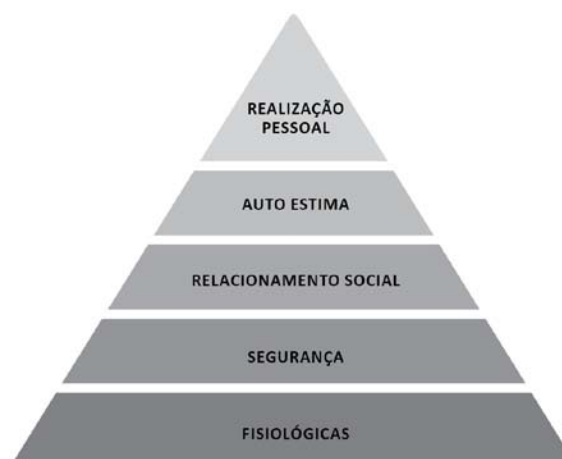 REALIZAÇÃO
PESSOAL
AUTO ESTIMA
RELACIONAMENTO SOCIAL
SEGURANÇA
FISIOLÓGICAS